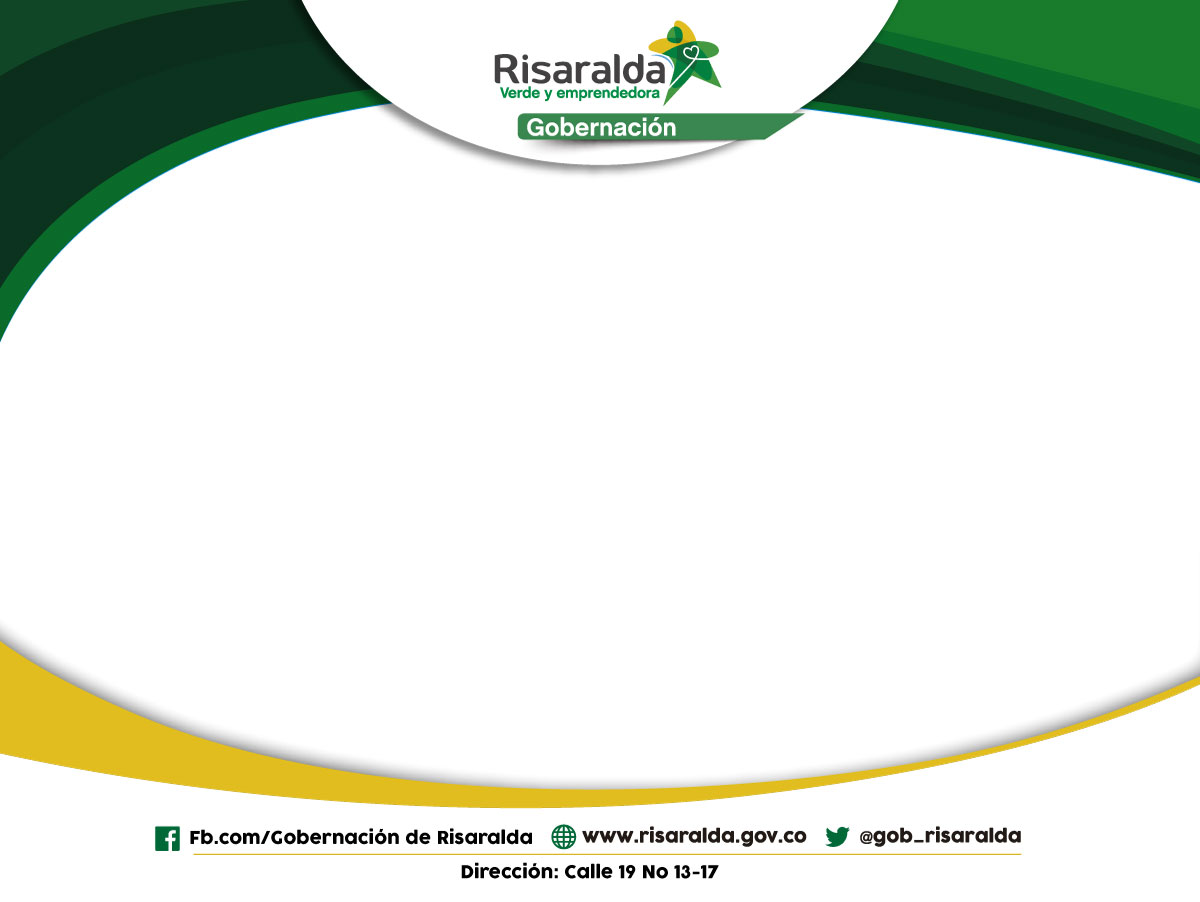 Risaralda
Verde y emprendedora
Gobernación
Fb.com/Gobernación de Risaralda www.risaralda.gov.co @gob_risaralda
Dirección: Calle 19 No 13-17